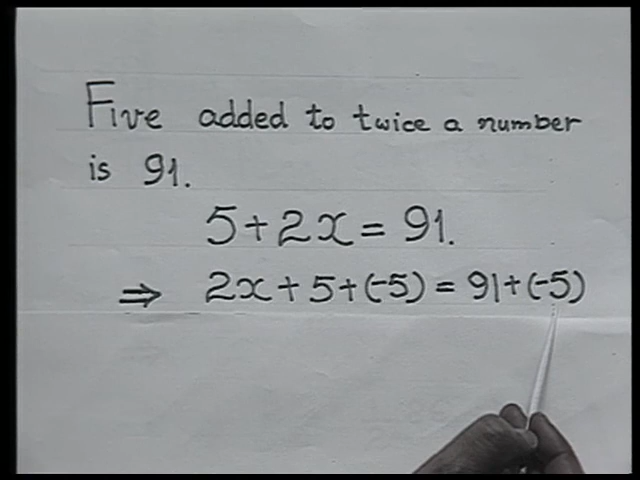 Five added to twice a number
is 91.
5+2x = 91.
⇒ 2x + 5 + (-5) = 91 + (-5)